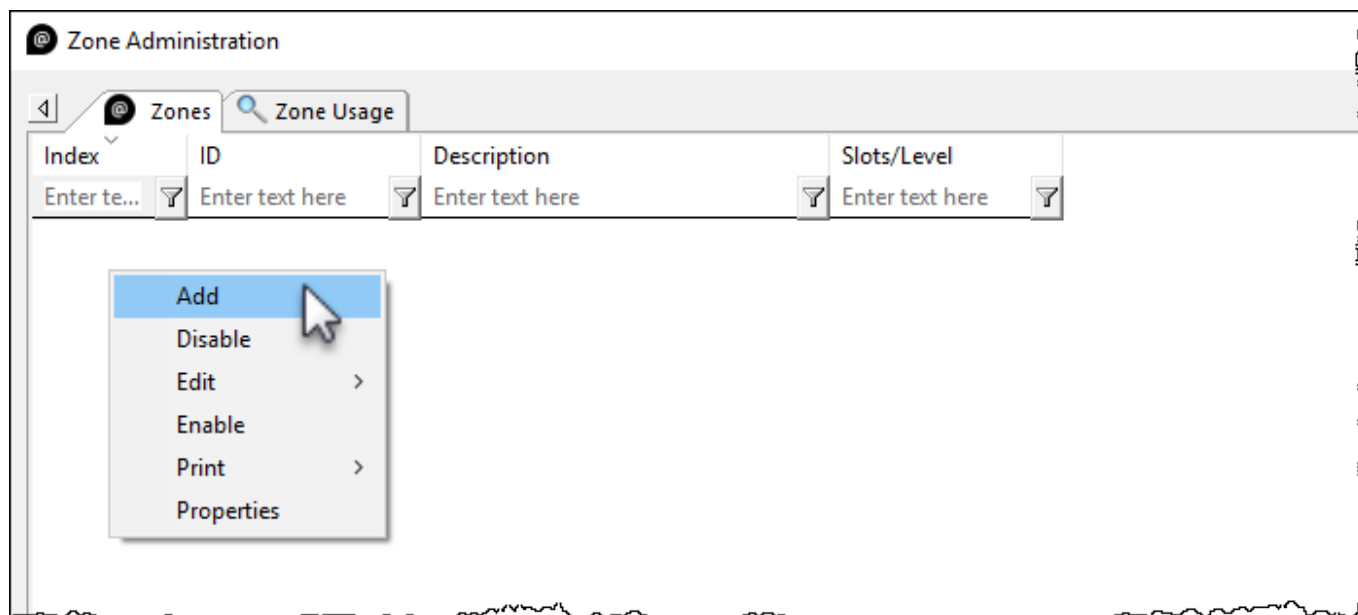 Zone Administration
Zones Zone Usage
Index ID Description Slots/Level
Enter te... Enter text here Enter text here Enter text here
Add
Disable
Edit
Enable
Print
Properties